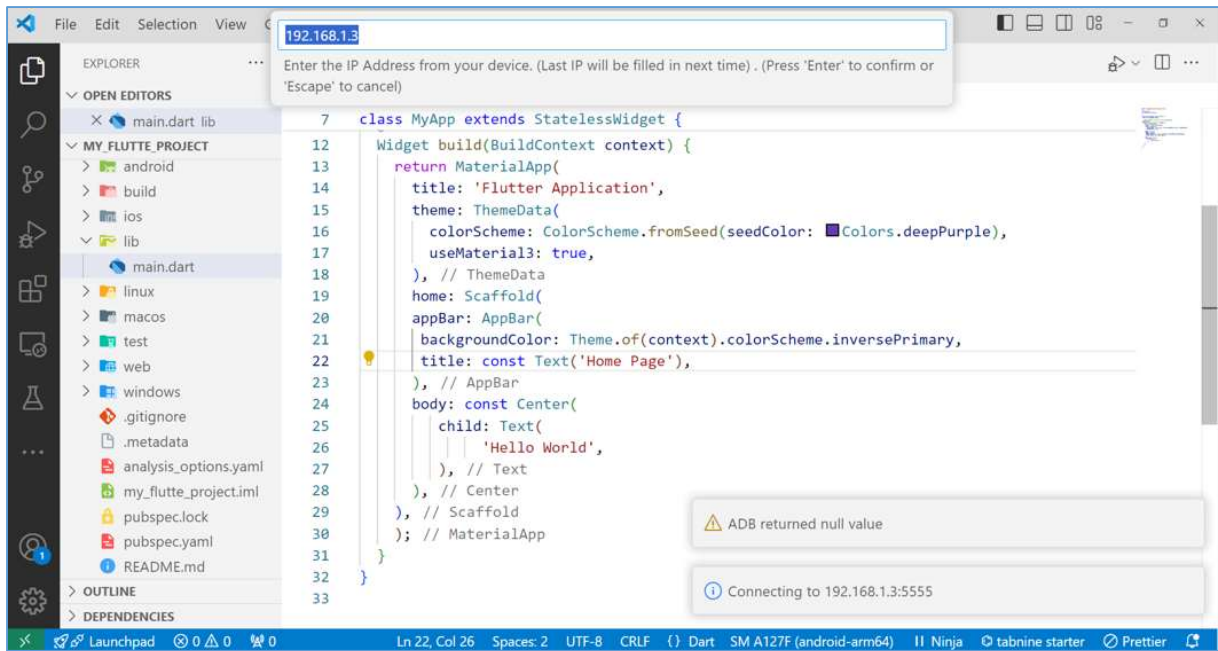 File Edit Selection View
192.168.1.3
Enter the IP Address from your device. (Last IP will be filled in next time) . (Press 'Enter' to confirm or
'Escape' to cancel)
EXPLORER
OPEN EDITORS
main.dart lib
MY_FLUTTE_PROJECT
android
build
ios
lib
main.dart
linux
macos
test
web
windows
.gitignore
.metadata
analysis_options.yaml
my_flutte_project.iml
pubspec.lock
pubspec.yaml
README.md
OUTLINE
DEPENDENCIES
7 class MyApp extends StatelessWidget {
12 Widget build(BuildContext context) {
13 return MaterialApp(
14 title: 'Flutter Application',
15 theme: ThemeData(
16 colorScheme: ColorScheme.fromSeed(seedColor: Colors.deepPurple),
17 useMaterial3: true,
18 ), // ThemeData
19 home: Scaffold(
20 appBar: AppBar(
21 backgroundColor: Theme.of(context).colorScheme.inversePrimary,
22 title: const Text('Home Page'),
23 ), // AppBar
24 body: const Center(
25 child: Text(
26 'Hello World',
27 ), // Text
28 ), // Center
29 ), // Scaffold
30 ); // MaterialApp
31 }
32 }
33
ADB returned null value
Connecting to 192.168.1.3:5555
1
Launchpad 0 0 0 Ln 22, Col 26 Spaces: 2 UTF-8 CRLF {} Dart SM A127F (android-arm64) Ninja tabnine starter Prettier